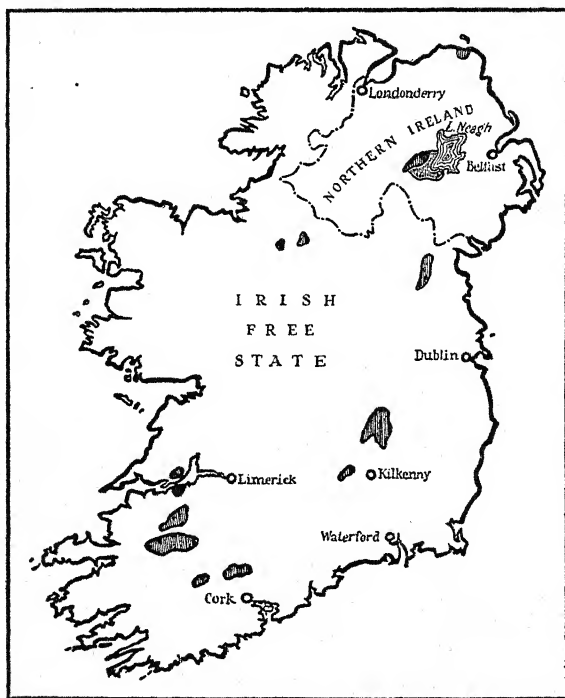 Londonderry
NORTHERN IRELAND
L. Neagh
Belfast
IRISH
FREE
STATE
Dublin
Limerick
Kilkenny
Waterford
Cork